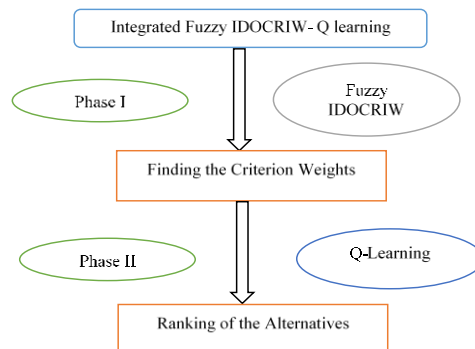 Integrated Fuzzy IDOCRIW- Q learning
Phase I
Fuzzy
IDOCRIW
Finding the Criterion Weights
Phase II
Q-Learning
Ranking of the Alternatives